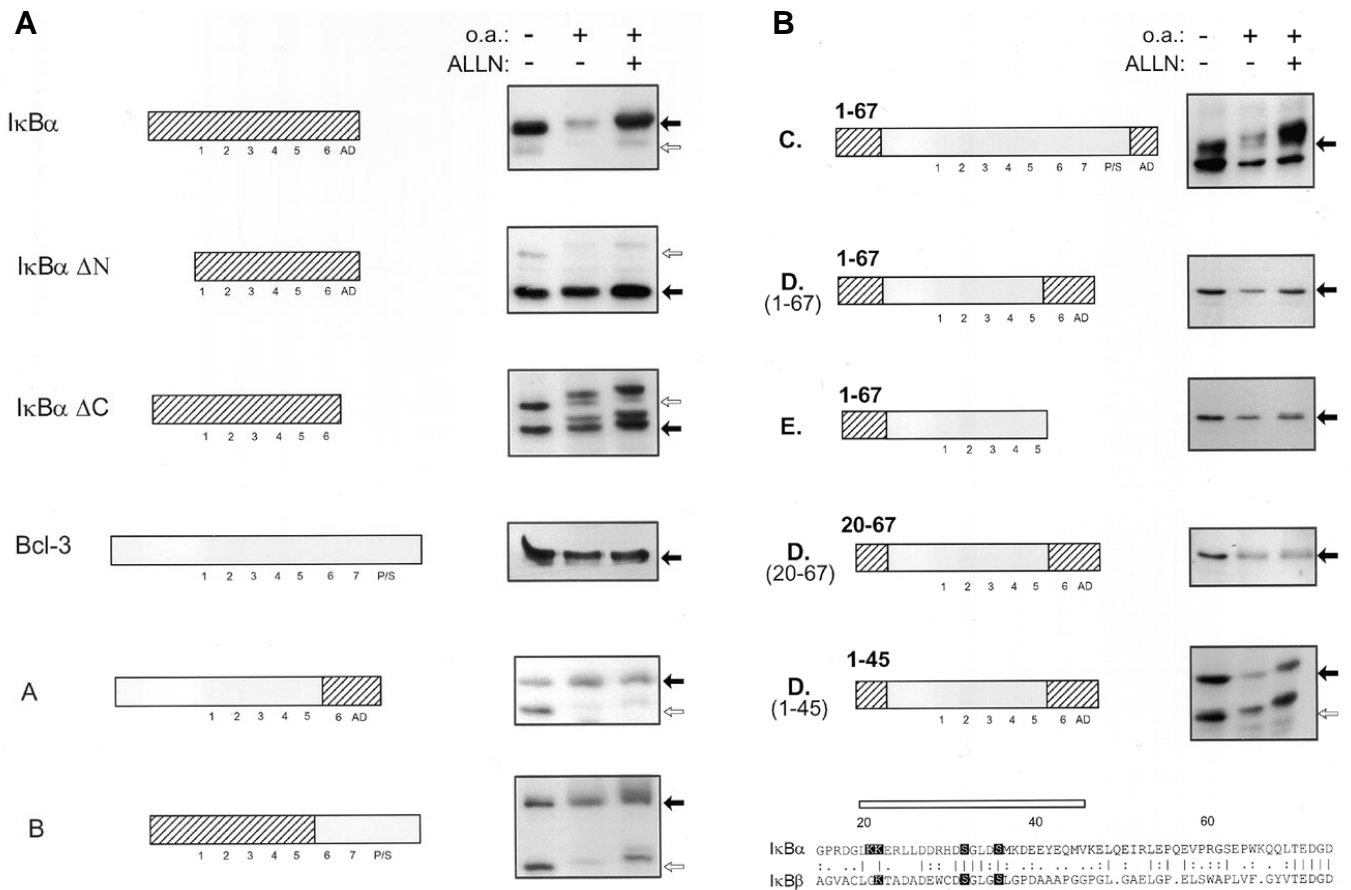 A
o.a.: - + +
ALLN: - - +
IκBα
1 2 3 4 5 6 AD
IκBα ΔN
1 2 3 4 5 6 AD
IκBα ΔC
1 2 3 4 5 6
Bcl-3
1 2 3 4 5 6 7 P/S
A
1 2 3 4 5 6 AD
B
1 2 3 4 5 6 7 P/S
B
o.a.: - + +
ALLN: - - +
1-67
C.
1 2 3 4 5 6 7 P/S AD
1-67
D.
(1-67)
1 2 3 4 5 6 AD
1-67
E.
1 2 3 4 5
20-67
D.
(20-67)
1 2 3 4 5 6 AD
1-45
D.
(1-45)
1 2 3 4 5 6 AD
20 60
IκBα GPRDGLKKERLLDDRHDSGLDSMKDEEYEQMVKELQEIRLEPQEVPRGSEPWKQQLTEDGD
IκBβ AGVACLGKTADADEWCDSGLGSLGPDAAAPGGPGL.GAELGP.ELSWAPLVF.GYVTEDGD